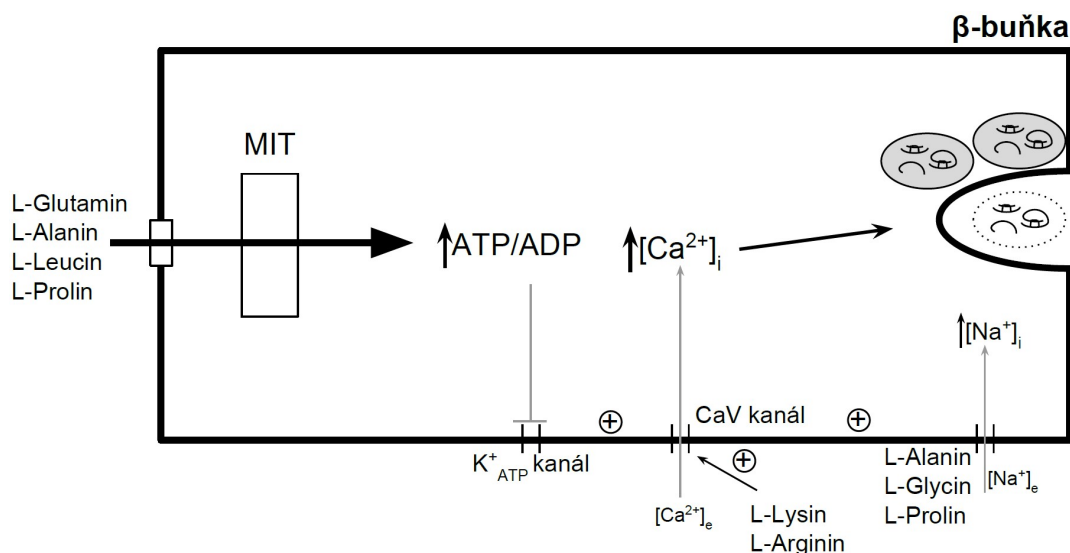 β-buňka
MIT
L-Glutamin
L-Alanin
L-Leucin
L-Prolin
ATP/ADP
[Ca²⁺]ᵢ
[Na⁺]ᵢ
CaV kanál
K⁺ATP kanál
[Ca²⁺]ₑ
L-Lysin
L-Arginin
L-Alanin
L-Glycin
L-Prolin
[Na⁺]ₑ